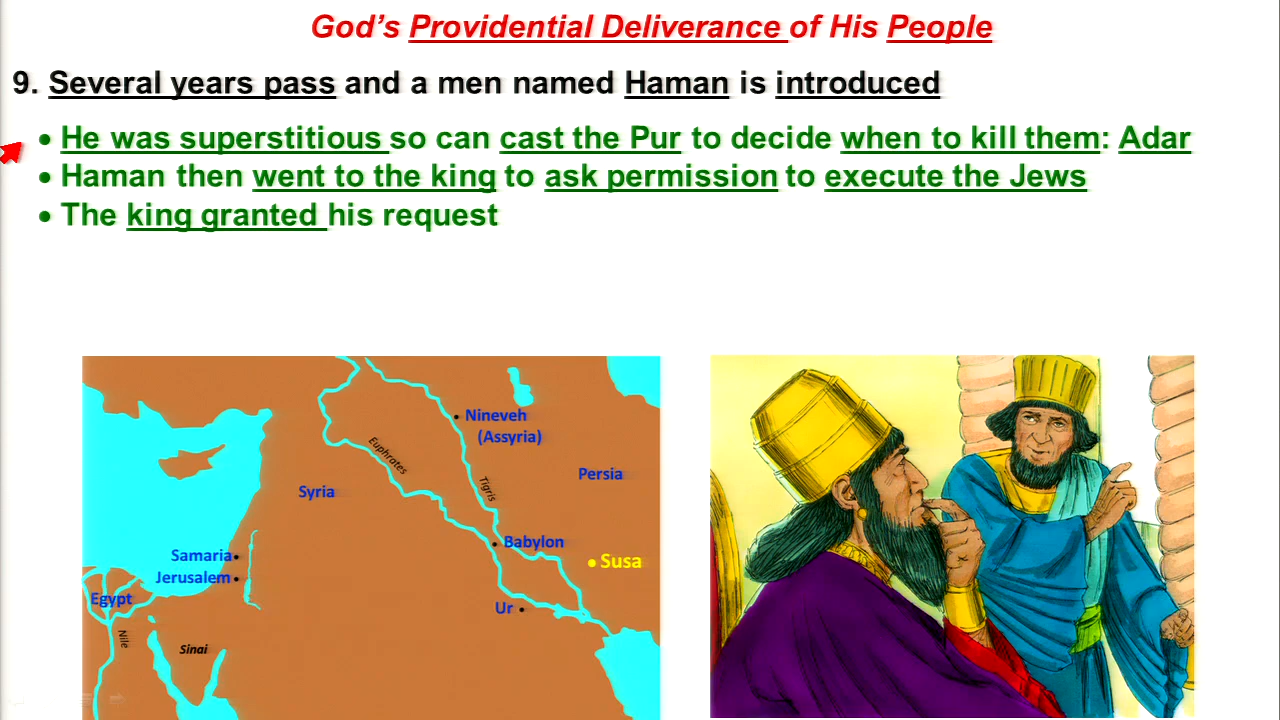 God's Providential Deliverance of His People
9. Several years pass and a men named Haman is introduced
• He was superstitious so can cast the Pur to decide when to kill them: Adar
• Haman then went to the king to ask permission to execute the Jews
• The king granted his request
Nineveh
(Assyria)
Euphrates
Persia
Tigris
Syria
Babylon
Samaria
Susa
Jerusalem
Egypt
Ur
Nile
Sinai